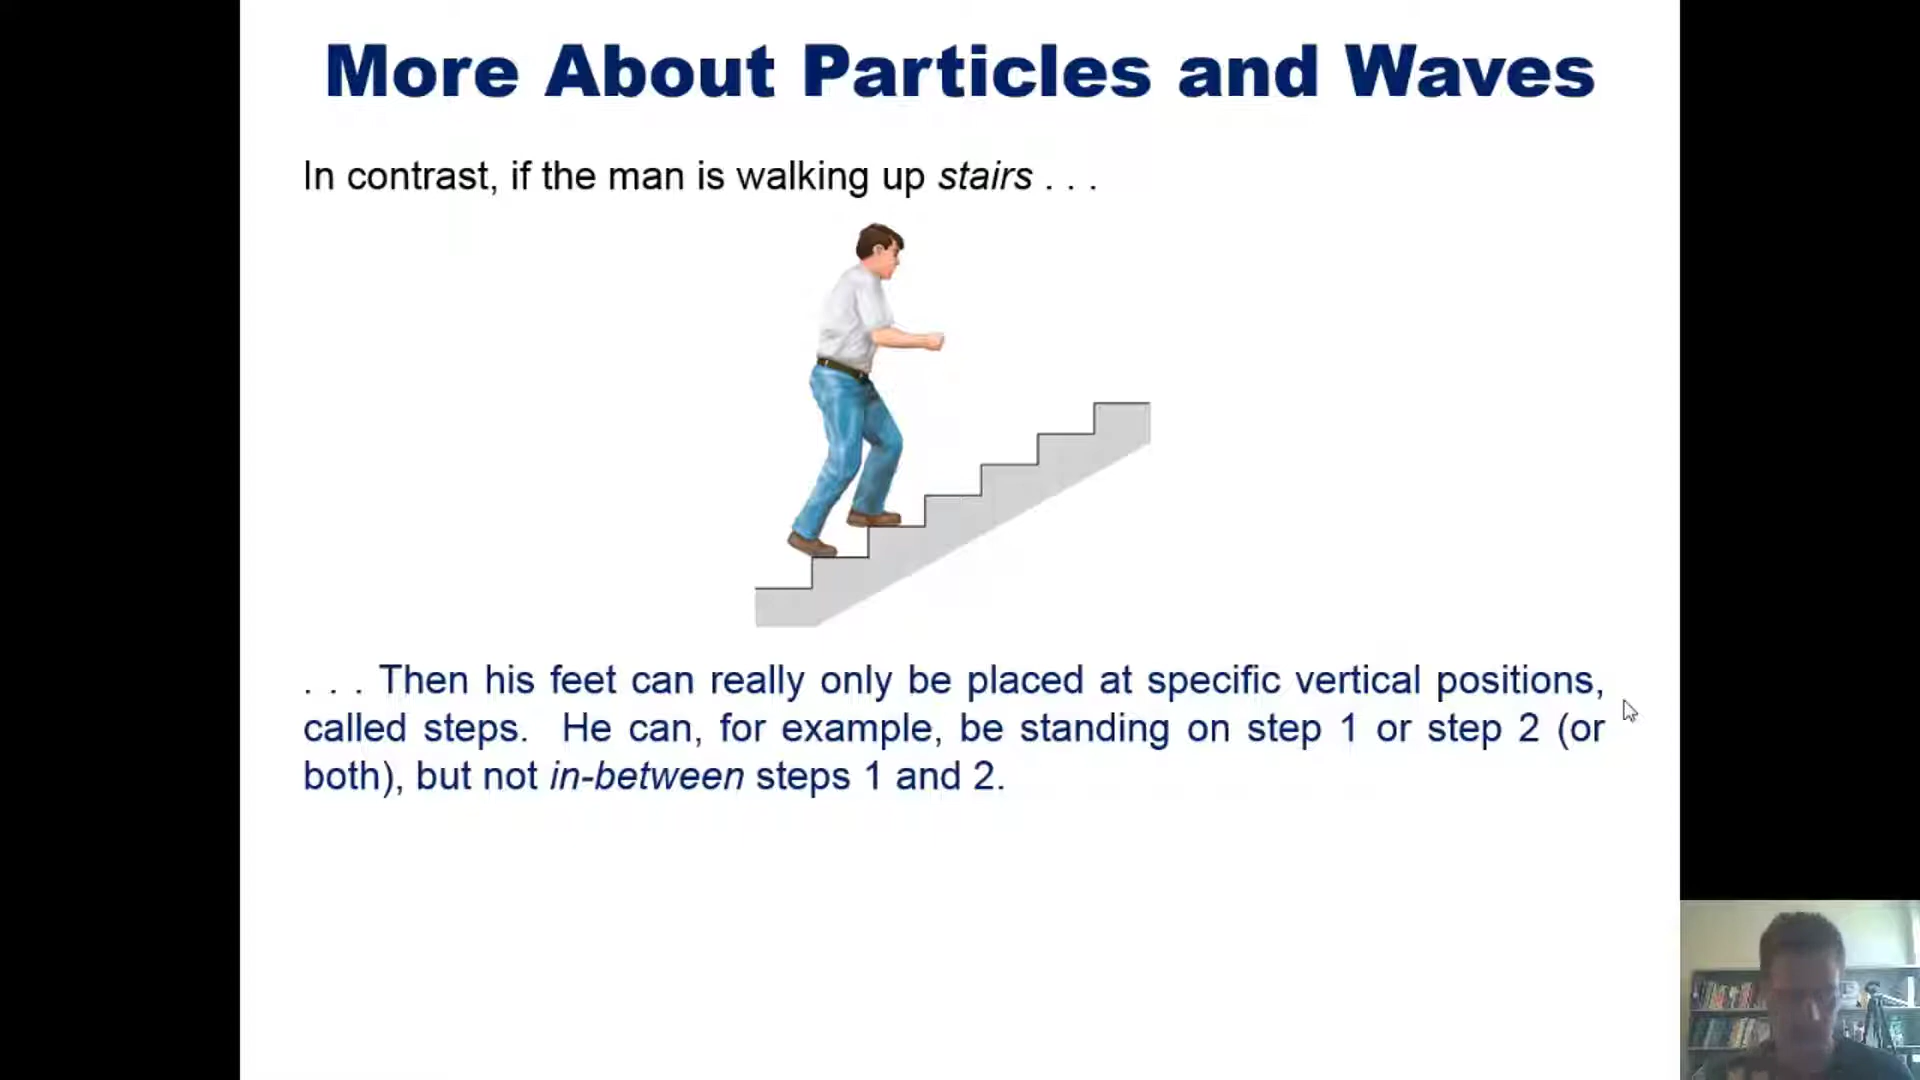 More About Particles and Waves
In contrast, if the man is walking up stairs . . .
. . . Then his feet can really only be placed at specific vertical positions,
called steps. He can, for example, be standing on step 1 or step 2 (or
both), but not in-between steps 1 and 2.